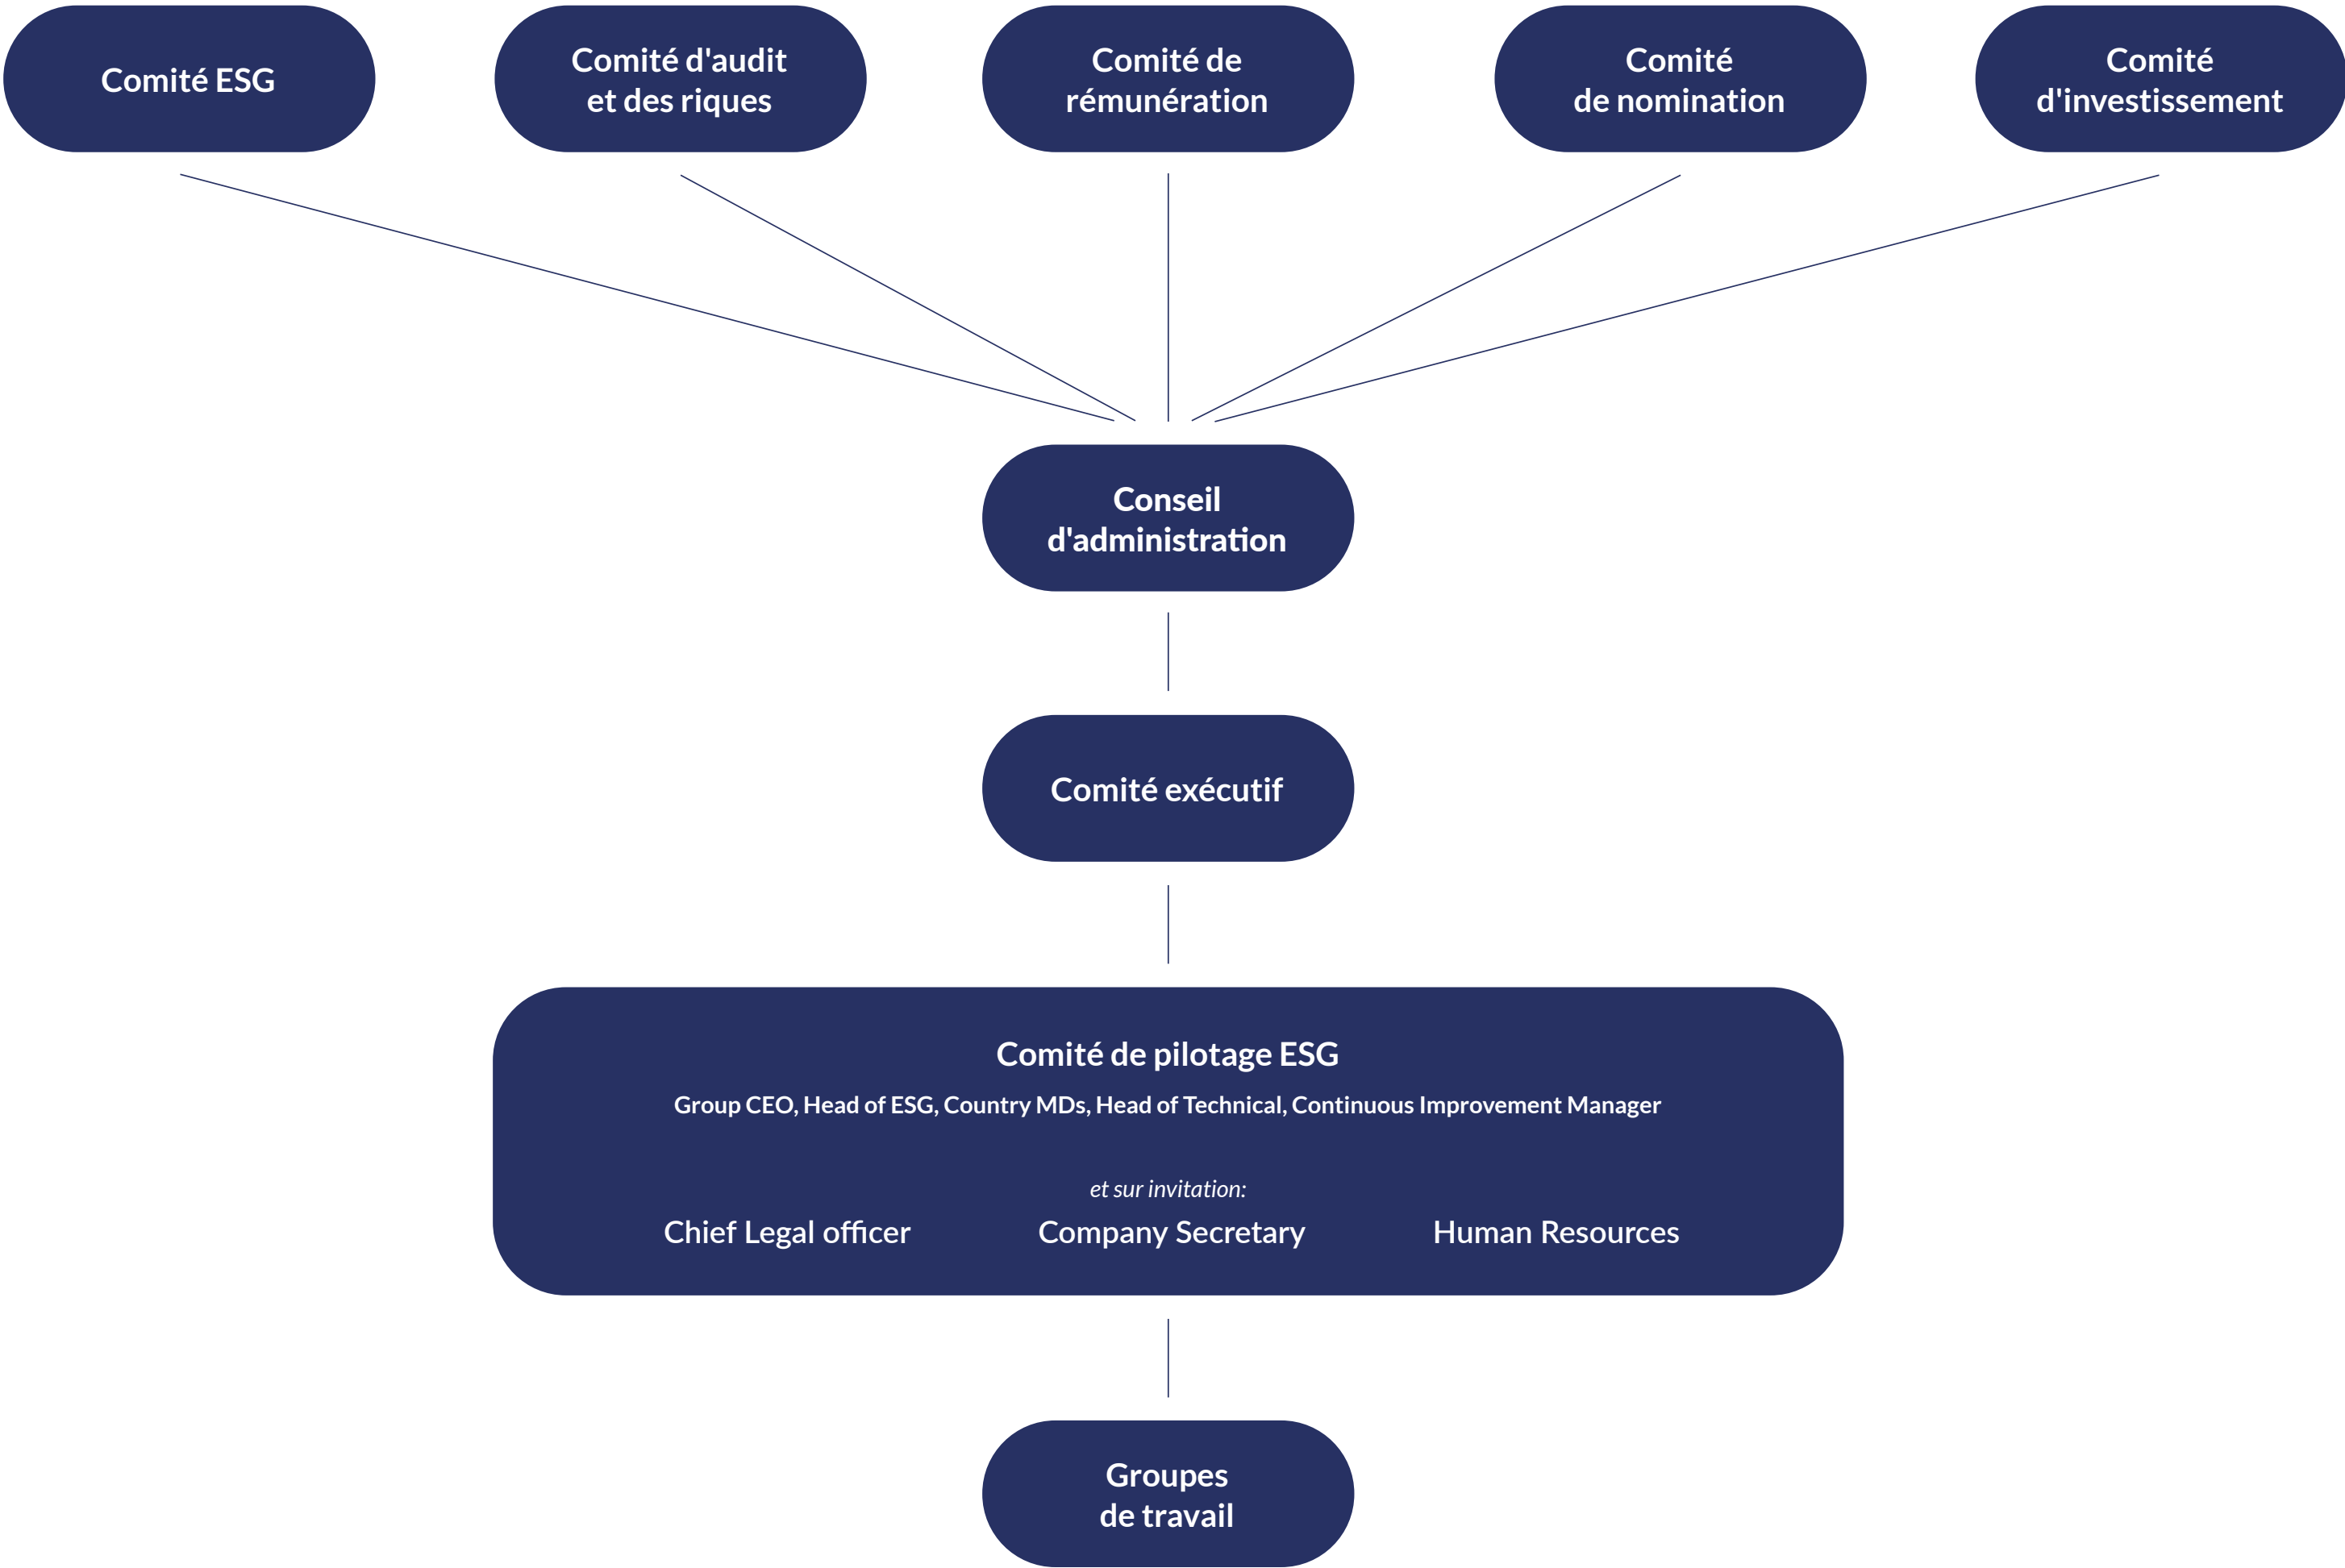 Comité ESG
Comité d'audit
et des riques
Comité de
rémunération
Comité
de nomination
Comité
d'investissement
Conseil
d'administration
Comité exécutif
Comité de pilotage ESG
Group CEO, Head of ESG, Country MDs, Head of Technical, Continuous Improvement Manager
et sur invitation:
Chief Legal officer
Company Secretary
Human Resources
Groupes
de travail